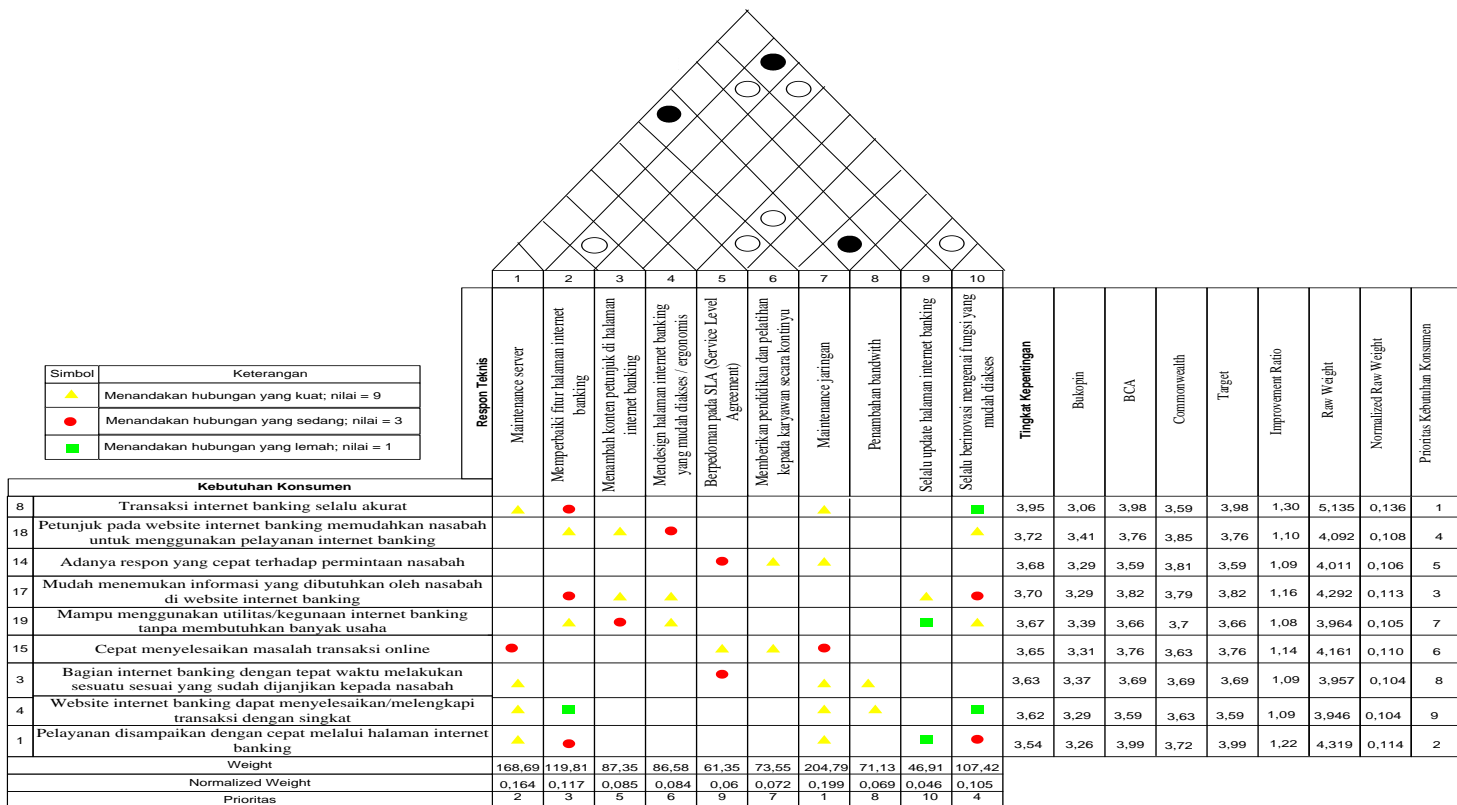 1 2 3 4 5 6 7 8 9 10
Respon Teknis
Maintenance server
Memperbaiki fitur halaman internet
banking
Menambah konten petunjuk di halaman
internet banking
Mendesign halaman internet banking
yang mudah diakses / ergonomis
Berpedoman pada SLA (Service Level
Agreement)
Memberikan pendidikan dan pelatihan
kepada karyawan secara kontinyu
Maintenance jaringan
Penambahan bandwith
Selalu update halaman internet banking
Selalu berinovasi mengenai fungsi yang
mudah diakses
Tingkat Kepentingan
Bukopin
BCA
Commonwealth
Target
Improvement Ratio
Raw Weight
Normalized Raw Weight
Prioritas Kebutuhan Konsumen
Simbol Keterangan
Menandakan hubungan yang kuat; nilai = 9
Menandakan hubungan yang sedang; nilai = 3
Menandakan hubungan yang lemah; nilai = 1
Kebutuhan Konsumen
8 Transaksi internet banking selalu akurat 3,95 3,06 3,98 3,59 3,98 1,30 5,135 0,136 1
18 Petunjuk pada website internet banking memudahkan nasabah
untuk menggunakan pelayanan internet banking 3,72 3,41 3,76 3,85 3,76 1,10 4,092 0,108 4
14 Adanya respon yang cepat terhadap permintaan nasabah 3,68 3,29 3,59 3,81 3,59 1,09 4,011 0,106 5
17 Mudah menemukan informasi yang dibutuhkan oleh nasabah
di website internet banking 3,70 3,29 3,82 3,79 3,82 1,16 4,292 0,113 3
19 Mampu menggunakan utilitas/kegunaan internet banking
tanpa membutuhkan banyak usaha 3,67 3,39 3,66 3,7 3,66 1,08 3,964 0,105 7
15 Cepat menyelesaikan masalah transaksi online 3,65 3,31 3,76 3,63 3,76 1,14 4,161 0,110 6
3 Bagian internet banking dengan tepat waktu melakukan
sesuatu sesuai yang sudah dijanjikan kepada nasabah 3,63 3,37 3,69 3,69 3,69 1,09 3,957 0,104 8
4 Website internet banking dapat menyelesaikan/melengkapi
transaksi dengan singkat 3,62 3,29 3,59 3,63 3,59 1,09 3,946 0,104 9
1 Pelayanan disampaikan dengan cepat melalui halaman internet
banking 3,54 3,26 3,99 3,72 3,99 1,22 4,319 0,114 2
Weight 168,69 119,81 87,35 86,58 61,35 73,55 204,79 71,13 46,91 107,42
Normalized Weight 0,164 0,117 0,085 0,084 0,06 0,072 0,199 0,069 0,046 0,105
Prioritas 2 3 5 6 9 7 1 8 10 4